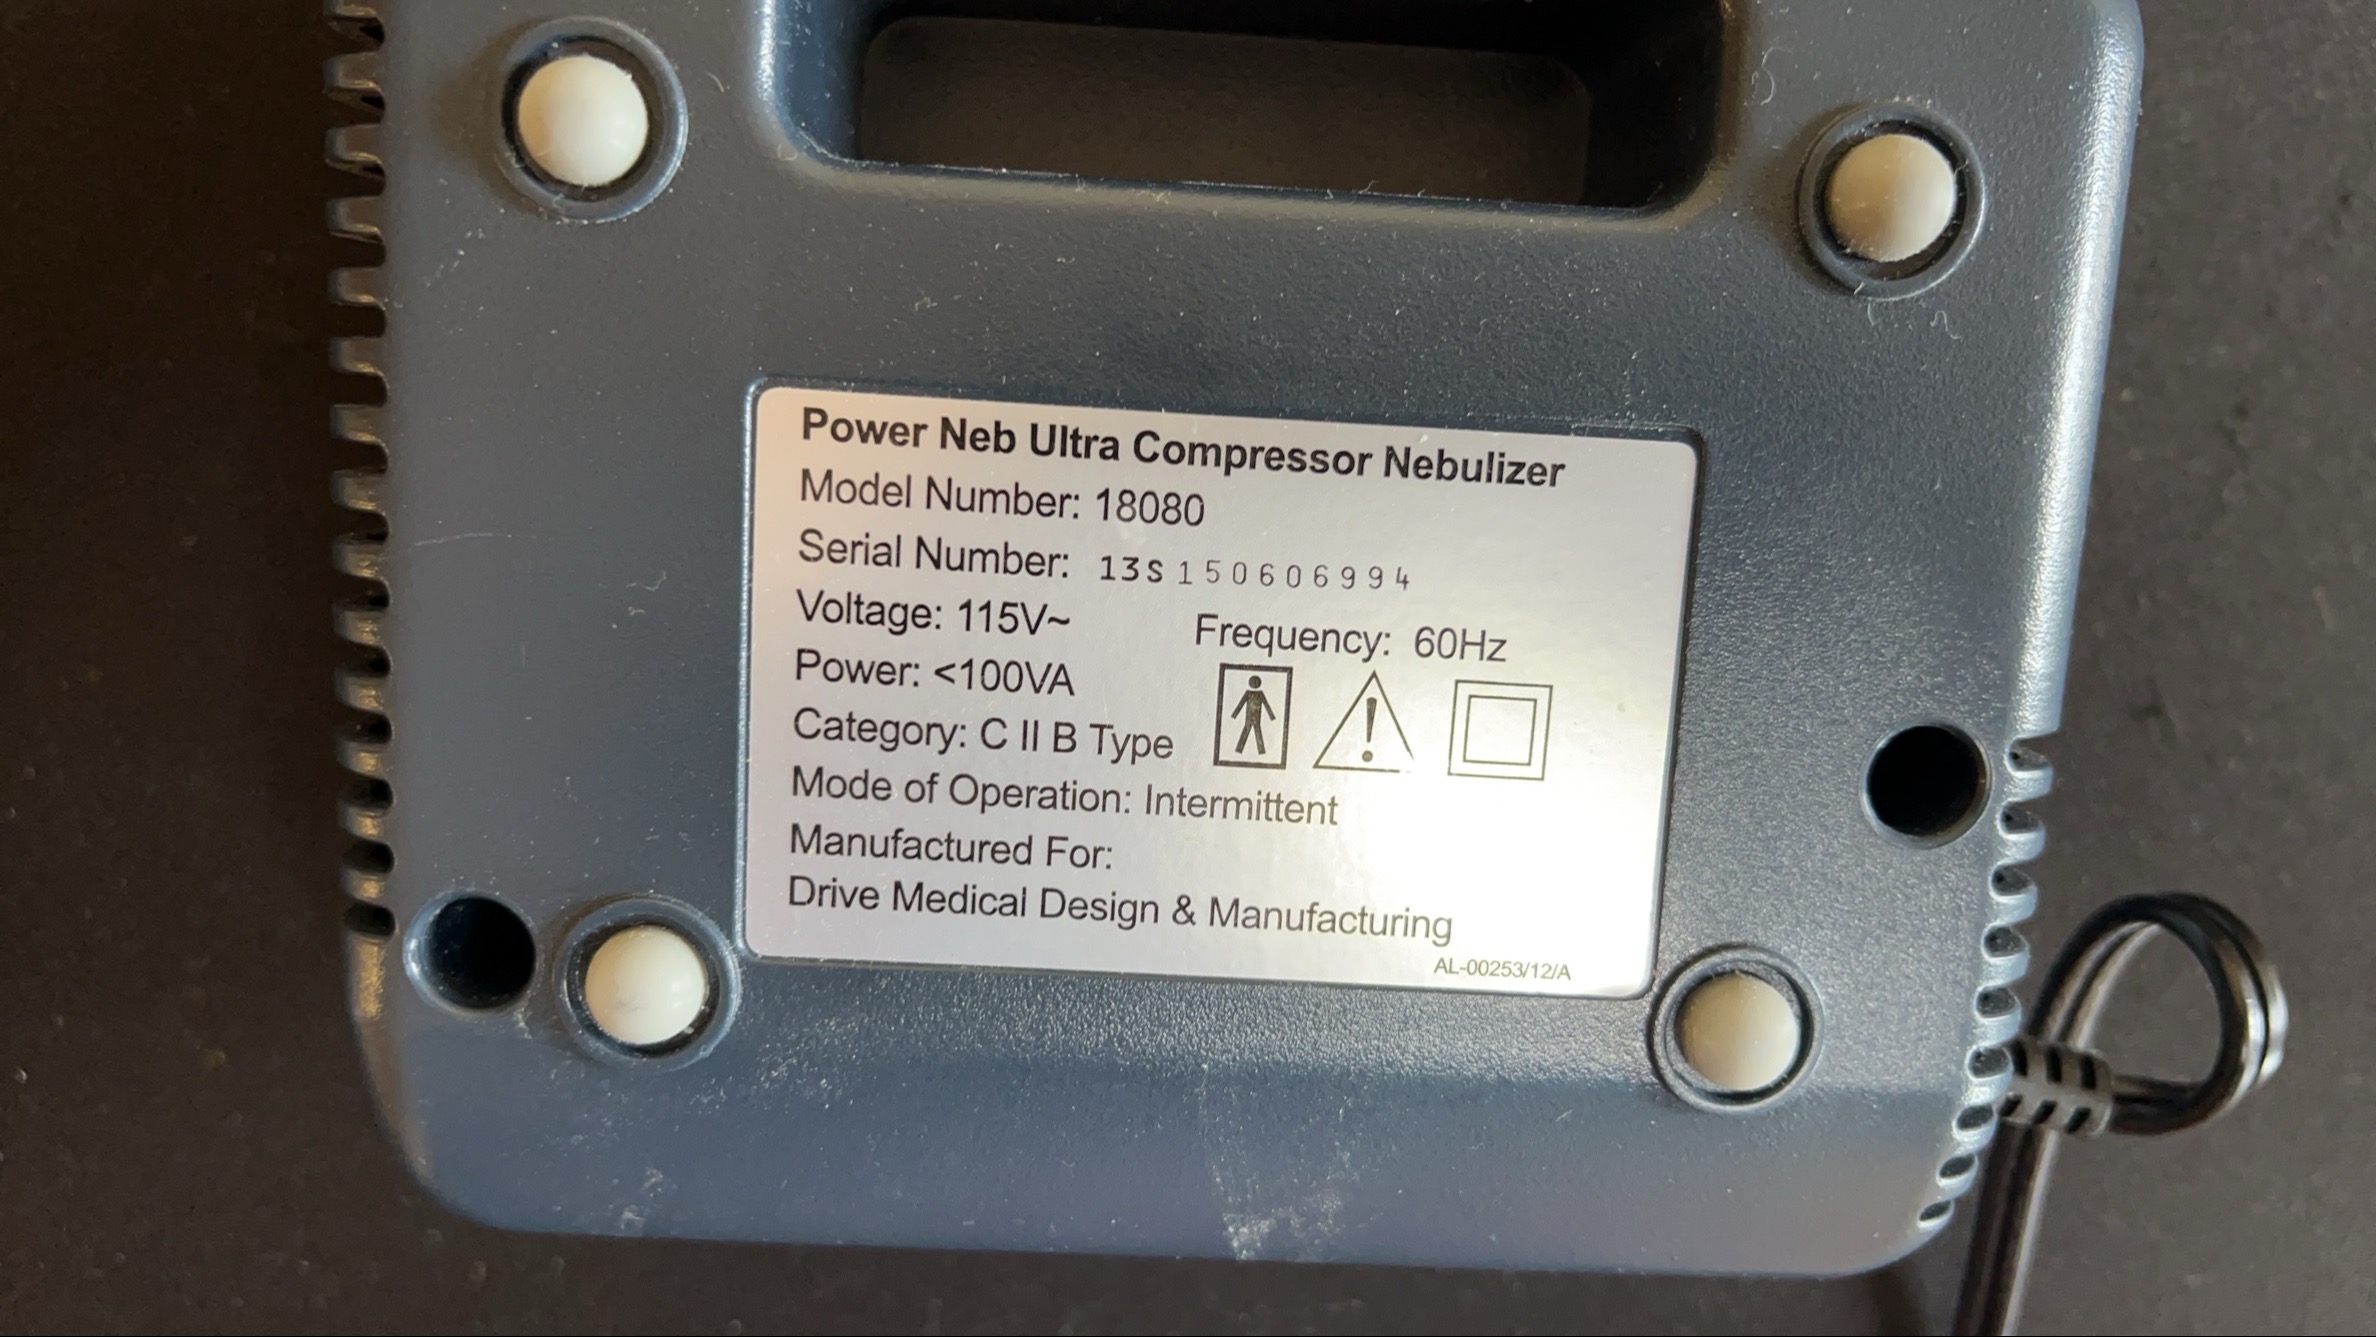 Power Neb Ultra Compressor Nebulizer
Model Number: 18080
Serial Number: 13S150606994
Voltage: 115V~ Frequency: 60Hz
Power: <100VA
Category: C II B Type
Mode of Operation: Intermittent
Manufactured For:
Drive Medical Design & Manufacturing
AL-00253/12/A